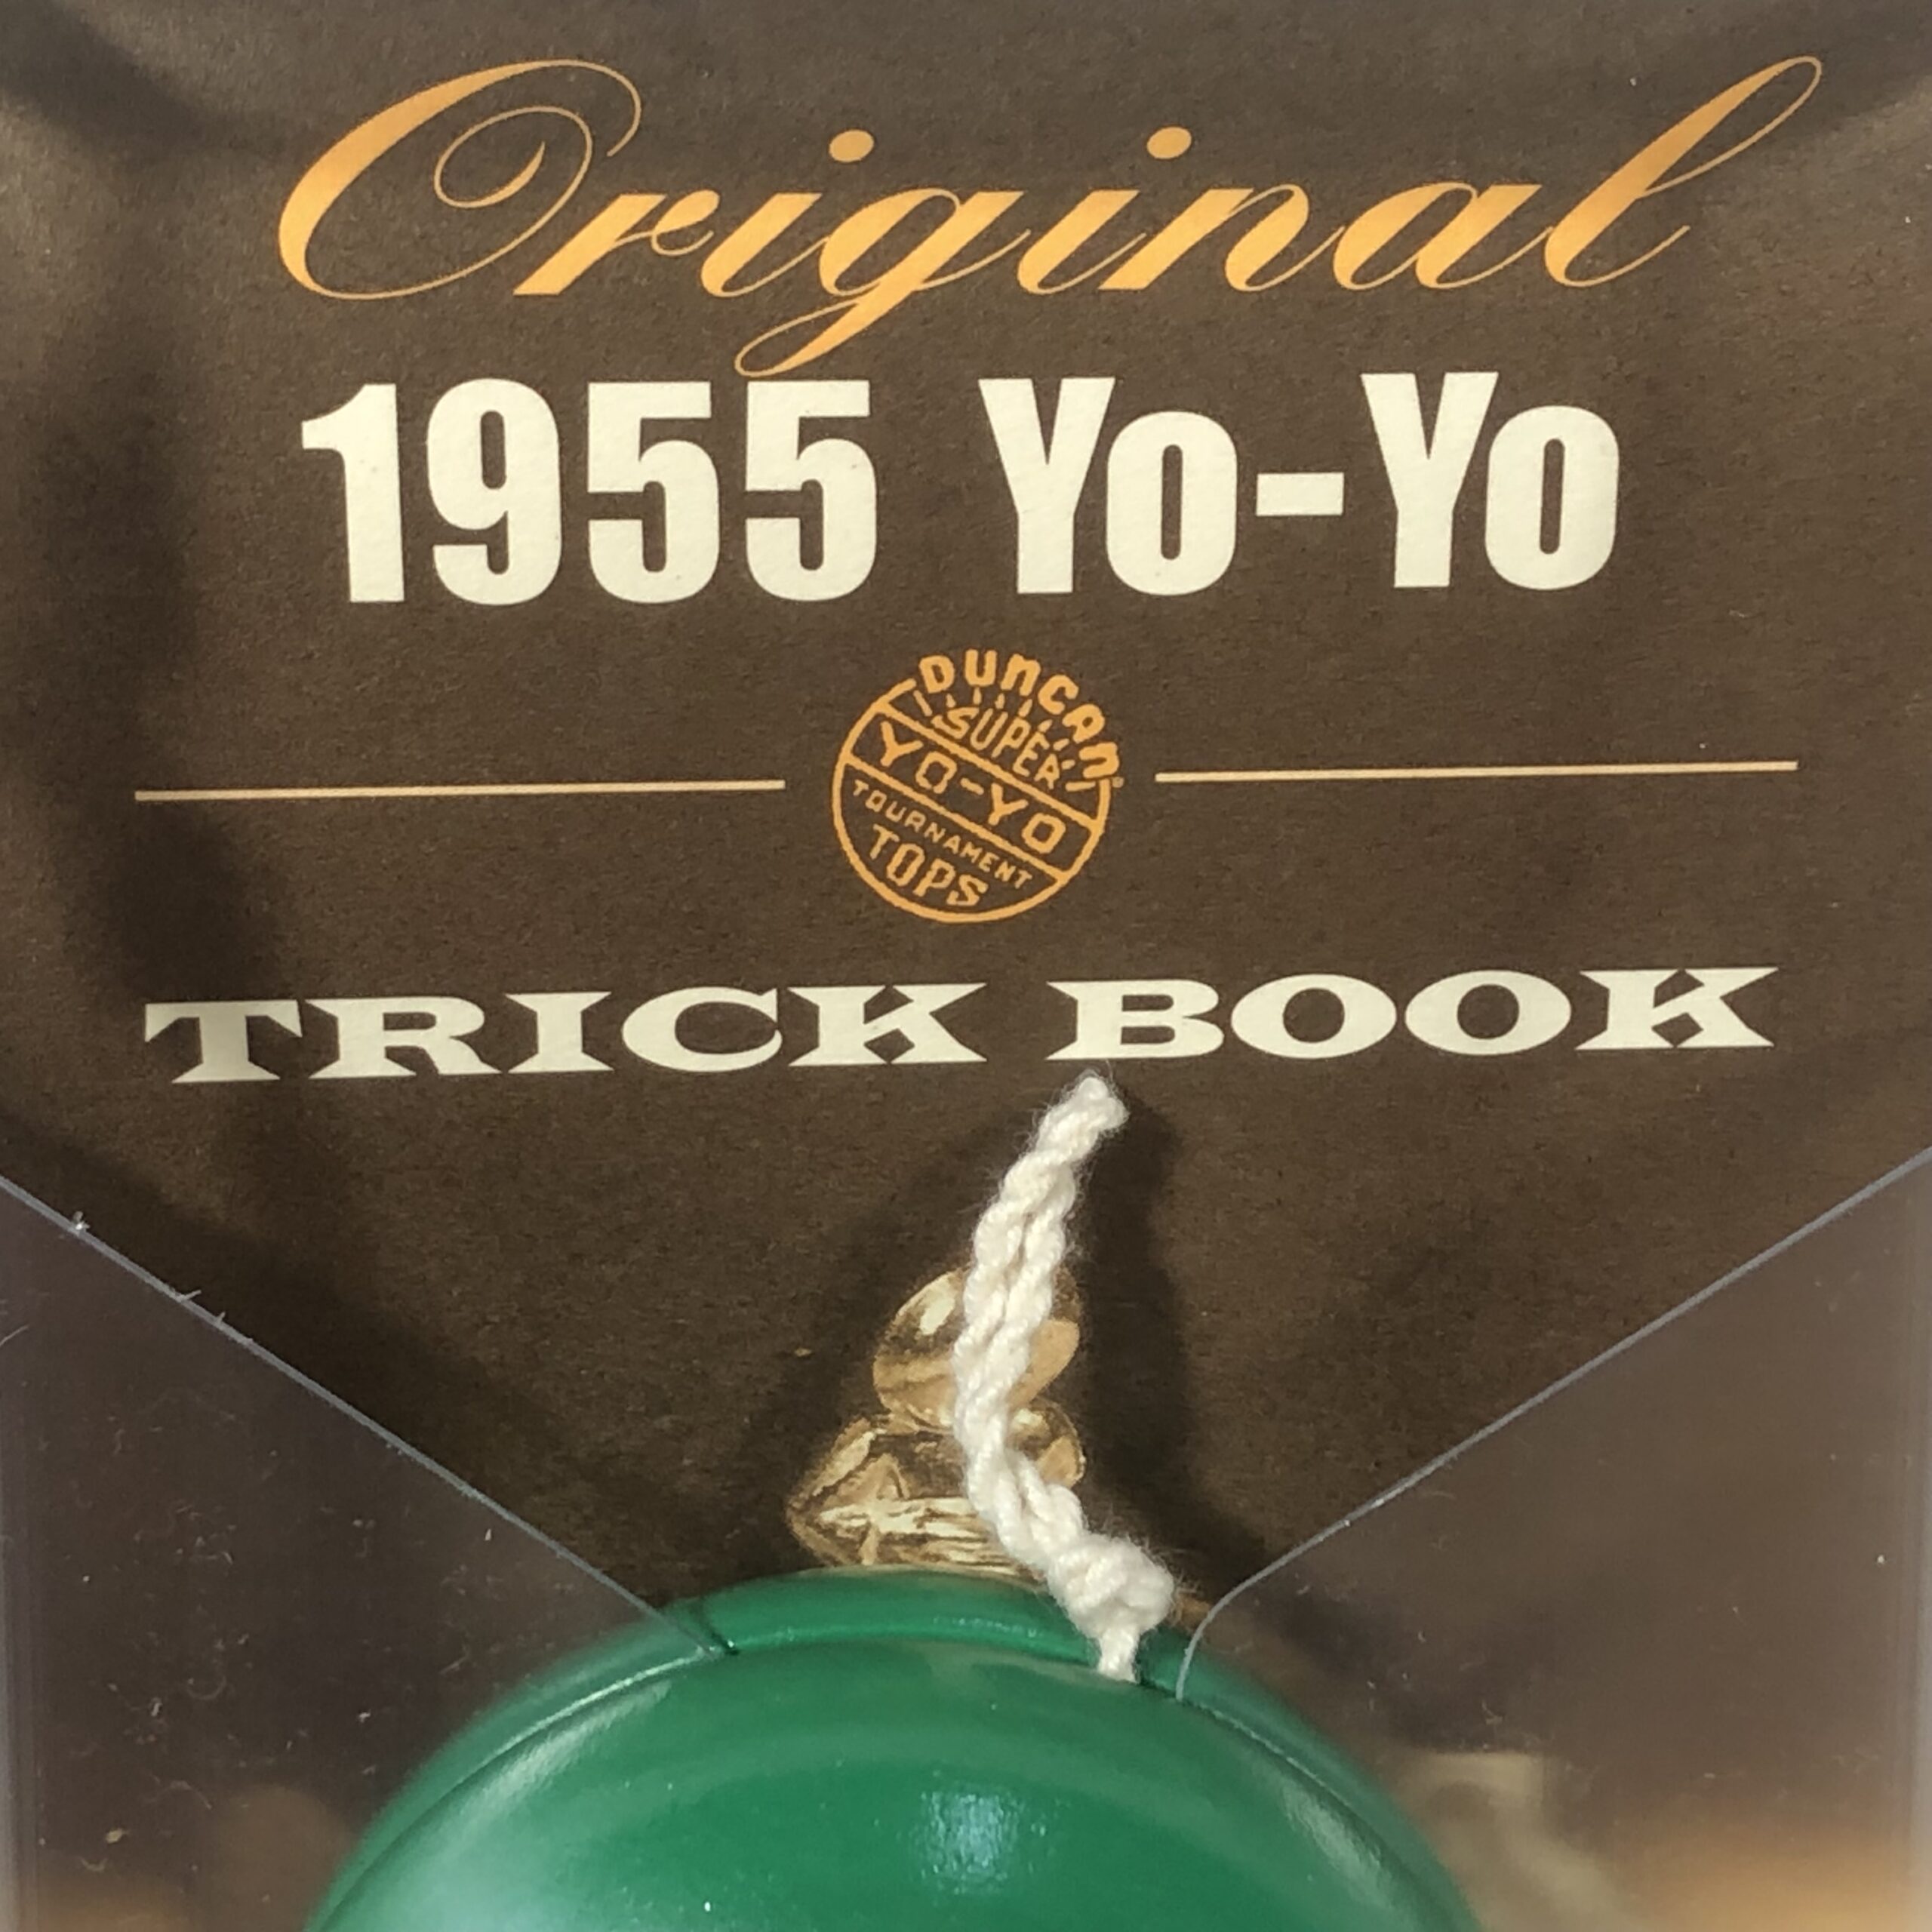 Original
1955 Yo-Yo
DUNCAN
SUPER
YO-YO
TOURNAMENT
TOPS
TRICK BOOK